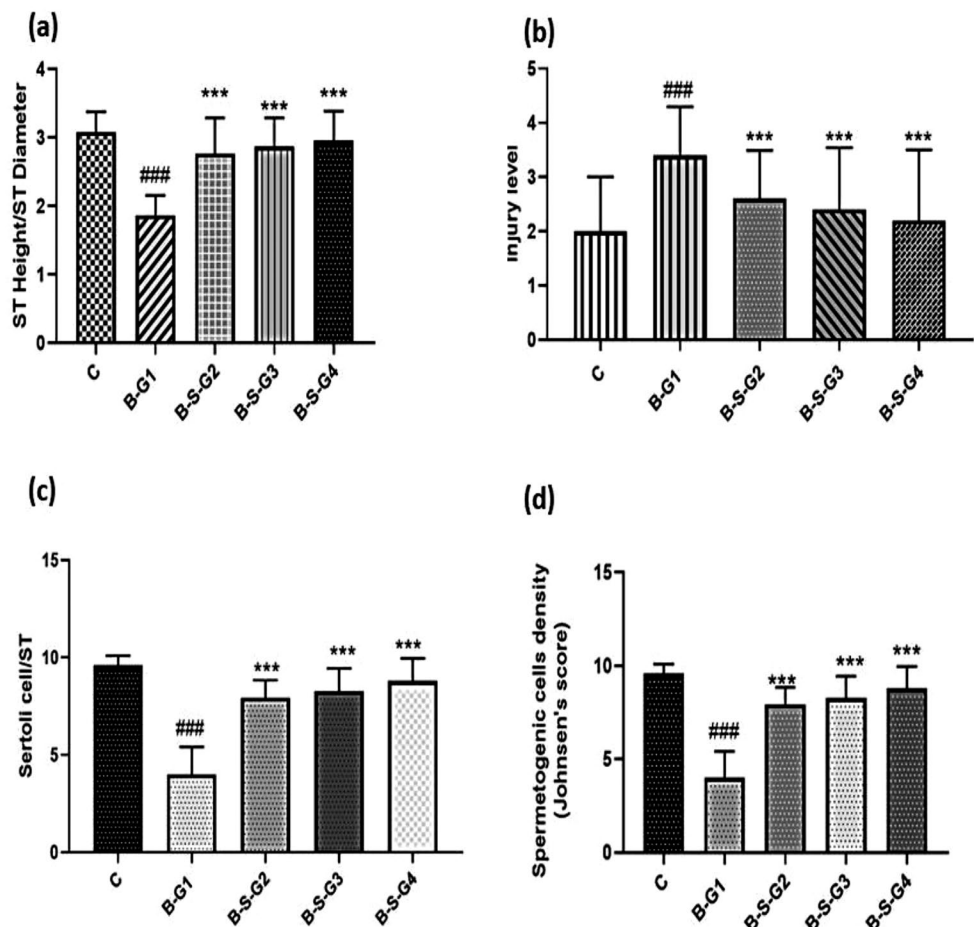 (a)
ST Height/ST Diameter
4
3
2
1
0
###
***
***
***
C
B-G1
B-S-G2
B-S-G3
B-S-G4
(b)
Injury level
5
4
3
2
1
0
###
***
***
***
C
B-G1
B-S-G2
B-S-G3
B-S-G4
(c)
Sertoll cell/ST
15
10
5
0
###
***
***
***
C
B-G1
B-S-G2
B-S-G3
B-S-G4
(d)
Spermetogenic cells density
(Johnsen's score)
15
10
5
0
###
***
***
***
C
B-G1
B-S-G2
B-S-G3
B-S-G4